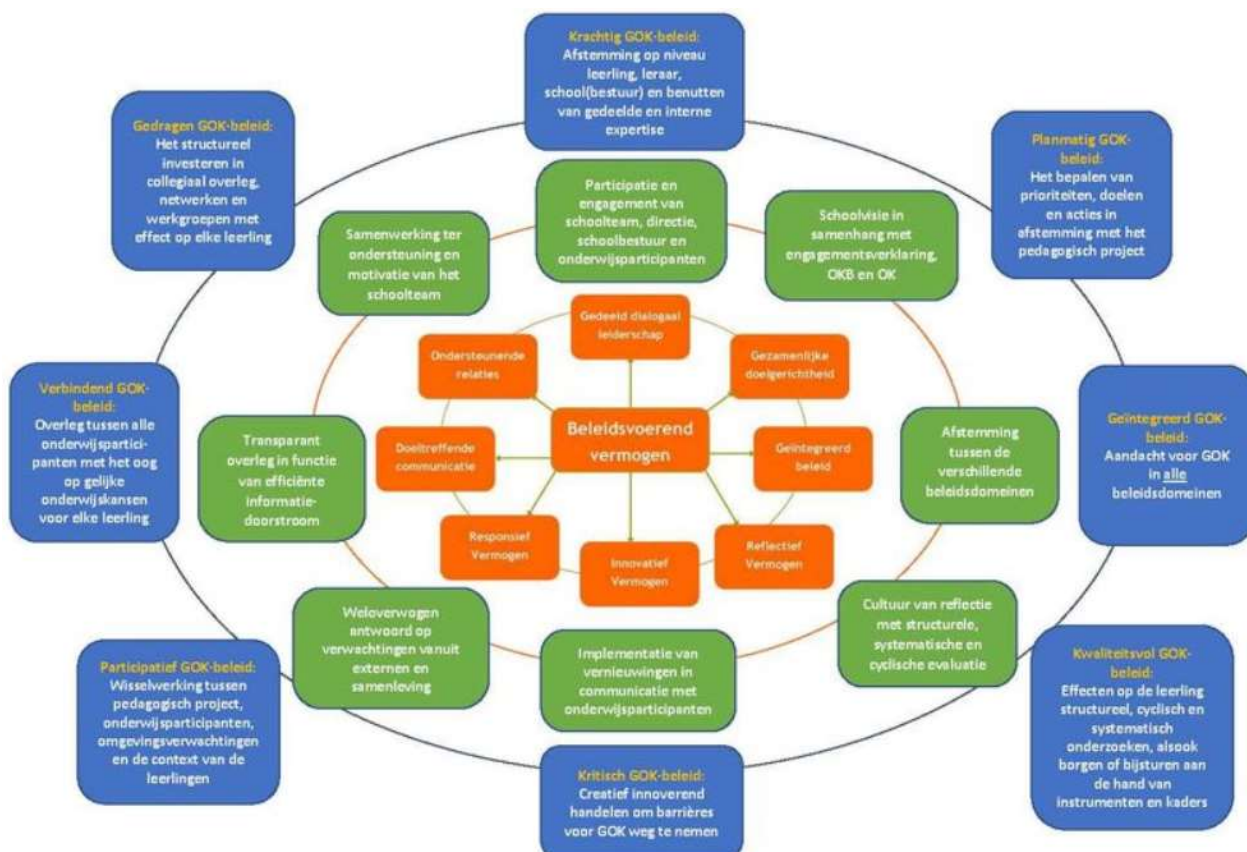 Krachtig GOK-beleid:
Afstemming op niveau
leerling, leraar,
school(bestuur) en benutten
van gedeelde en interne
expertise
Gedragen GOK-beleid:
Het structureel
investeren in
collegiaal overleg,
netwerken en
werkgroepen met
effect op elke leerling
Planmatig GOK-
beleid:
Het bepalen van
prioriteiten, doelen
en acties in
afstemming met het
pedagogisch project
Participatie en
engagement van
schoolteam, directie,
schoolbestuur en
onderwijsparticipanten
Samenwerking ter
ondersteuning en
motivatie van het
schoolteam
Schoolvisie in
samenhang met
engagementsverklaring,
OKB en OK
Gedeeld dialogaal
leiderschap
Ondersteunende
relaties
Gezamenlijke
doelgerichtheid
Verbindend GOK-
beleid:
Overleg tussen alle
onderwijspartici-
panten met het oog
op gelijke
onderwijskansen
voor elke leerling
Transparant
overleg in functie
van efficiënte
informatie-
doorstroom
Doeltreffende
communicatie
Beleidsvoerend
vermogen
Geïntegreerd
beleid
Afstemming
tussen de
verschillende
beleidsdomeinen
Geïntegreerd GOK-
beleid:
Aandacht voor GOK
in alle
beleidsdomeinen
Responsief
Vermogen
Innovatief
Vermogen
Reflectief
Vermogen
Weloverwogen
antwoord op
verwachtingen vanuit
externen en
samenleving
Implementatie van
vernieuwingen in
communicatie met
onderwijsparticipanten
Cultuur van reflectie
met structurele,
systematische en
cyclische evaluatie
Participatief GOK-beleid:
Wisselwerking tussen
pedagogisch project,
onderwijsparticipanten,
omgevingsverwachtingen
en de context van de
leerlingen
Kritisch GOK-beleid:
Creatief innoverend
handelen om barrières
voor GOK weg te nemen
Kwaliteitsvol GOK-
beleid:
Effecten op de leerling
structureel, cyclisch en
systematisch
onderzoeken, alsook
borgen of bijsturen aan
de hand van
instrumenten en kaders